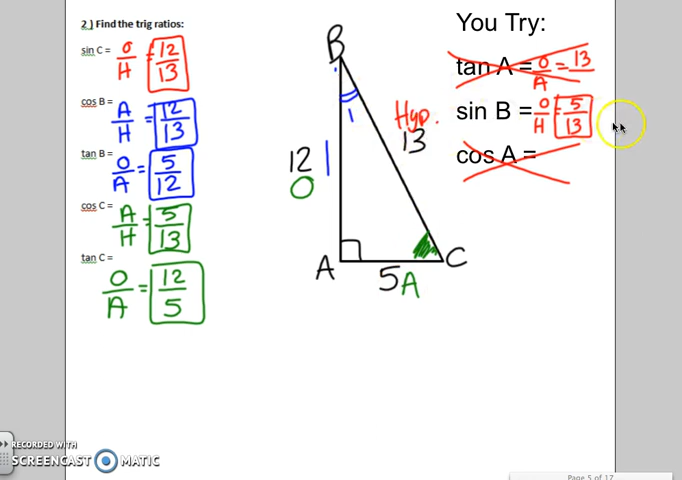 2 ) Find the trig ratios:
sin C = O/H = 12/13
cos B = A/H = 12/13
tan B = O/A = 5/12
cos C = A/H = 5/13
tan C = O/A = 12/5
B
Hyp.
13
12
O
A
5 A
C
You Try:
tan A = O/A = 13
sin B = O/H = 5/13
cos A =
RECORDED WITH
SCREENCAST MATIC
Page 5 of 17